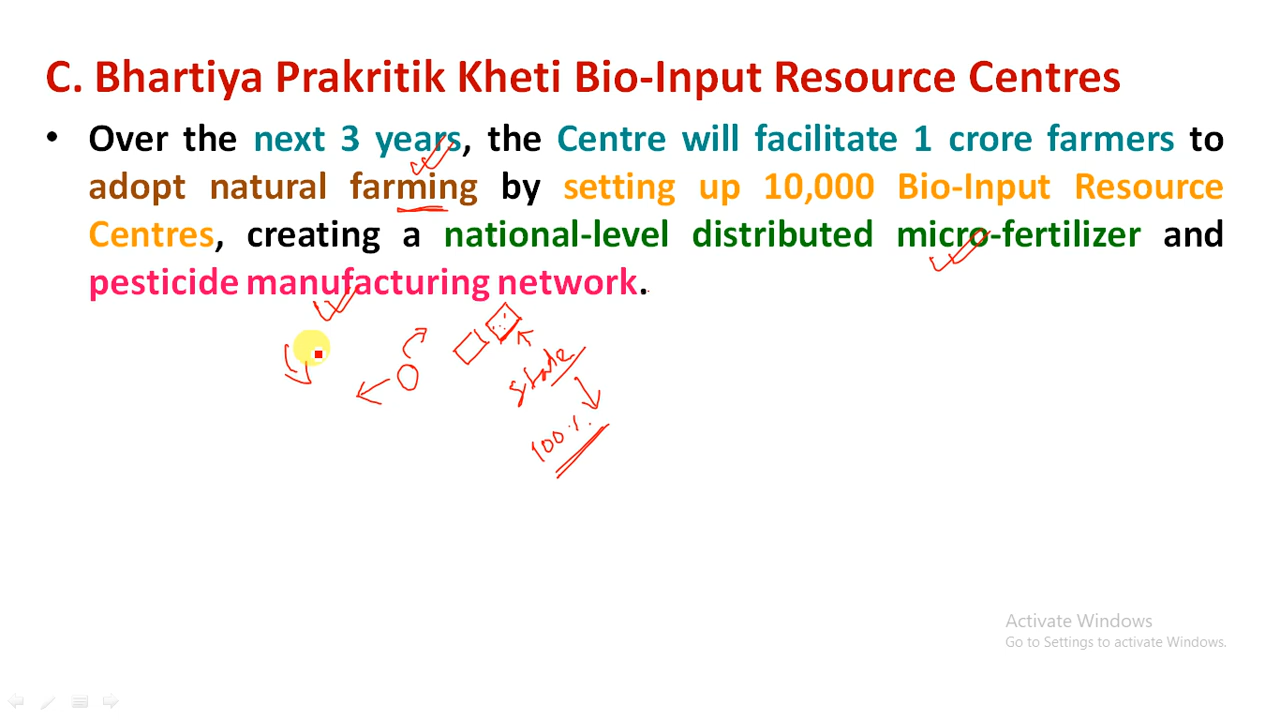 C. Bhartiya Prakritik Kheti Bio-Input Resource Centres
• Over the next 3 years, the Centre will facilitate 1 crore farmers to
adopt natural farming by setting up 10,000 Bio-Input Resource
Centres, creating a national-level distributed micro-fertilizer and
pesticide manufacturing network.
State
100%
Activate Windows
Go to Settings to activate Windows.